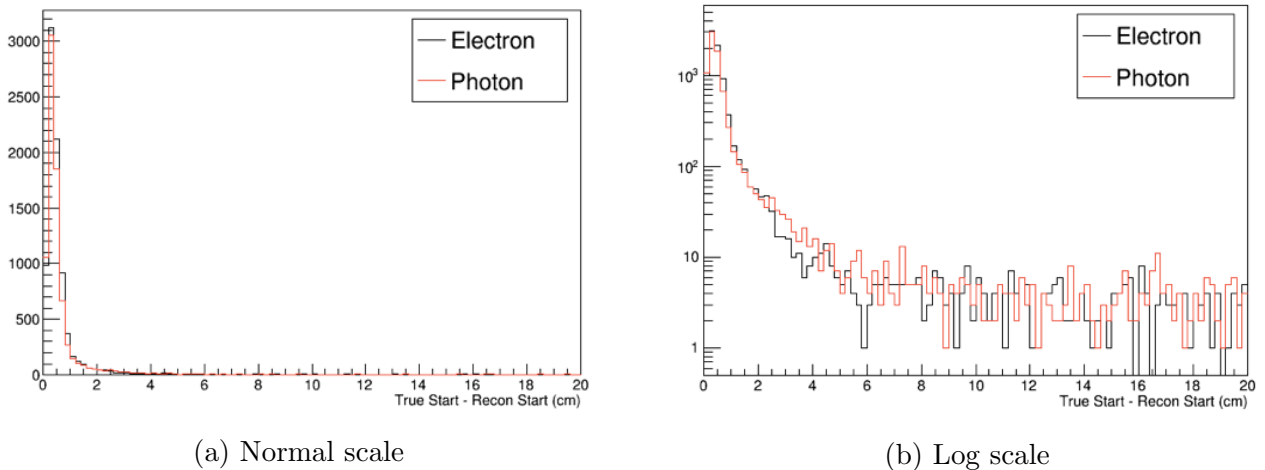 3000
2500
2000
1500
1000
500
0
Electron
Photon
0 2 4 6 8 10 12 14 16 18 20
True Start - Recon Start (cm)
(a) Normal scale
10³
10²
10
1
Electron
Photon
0 2 4 6 8 10 12 14 16 18 20
True Start - Recon Start (cm)
(b) Log scale